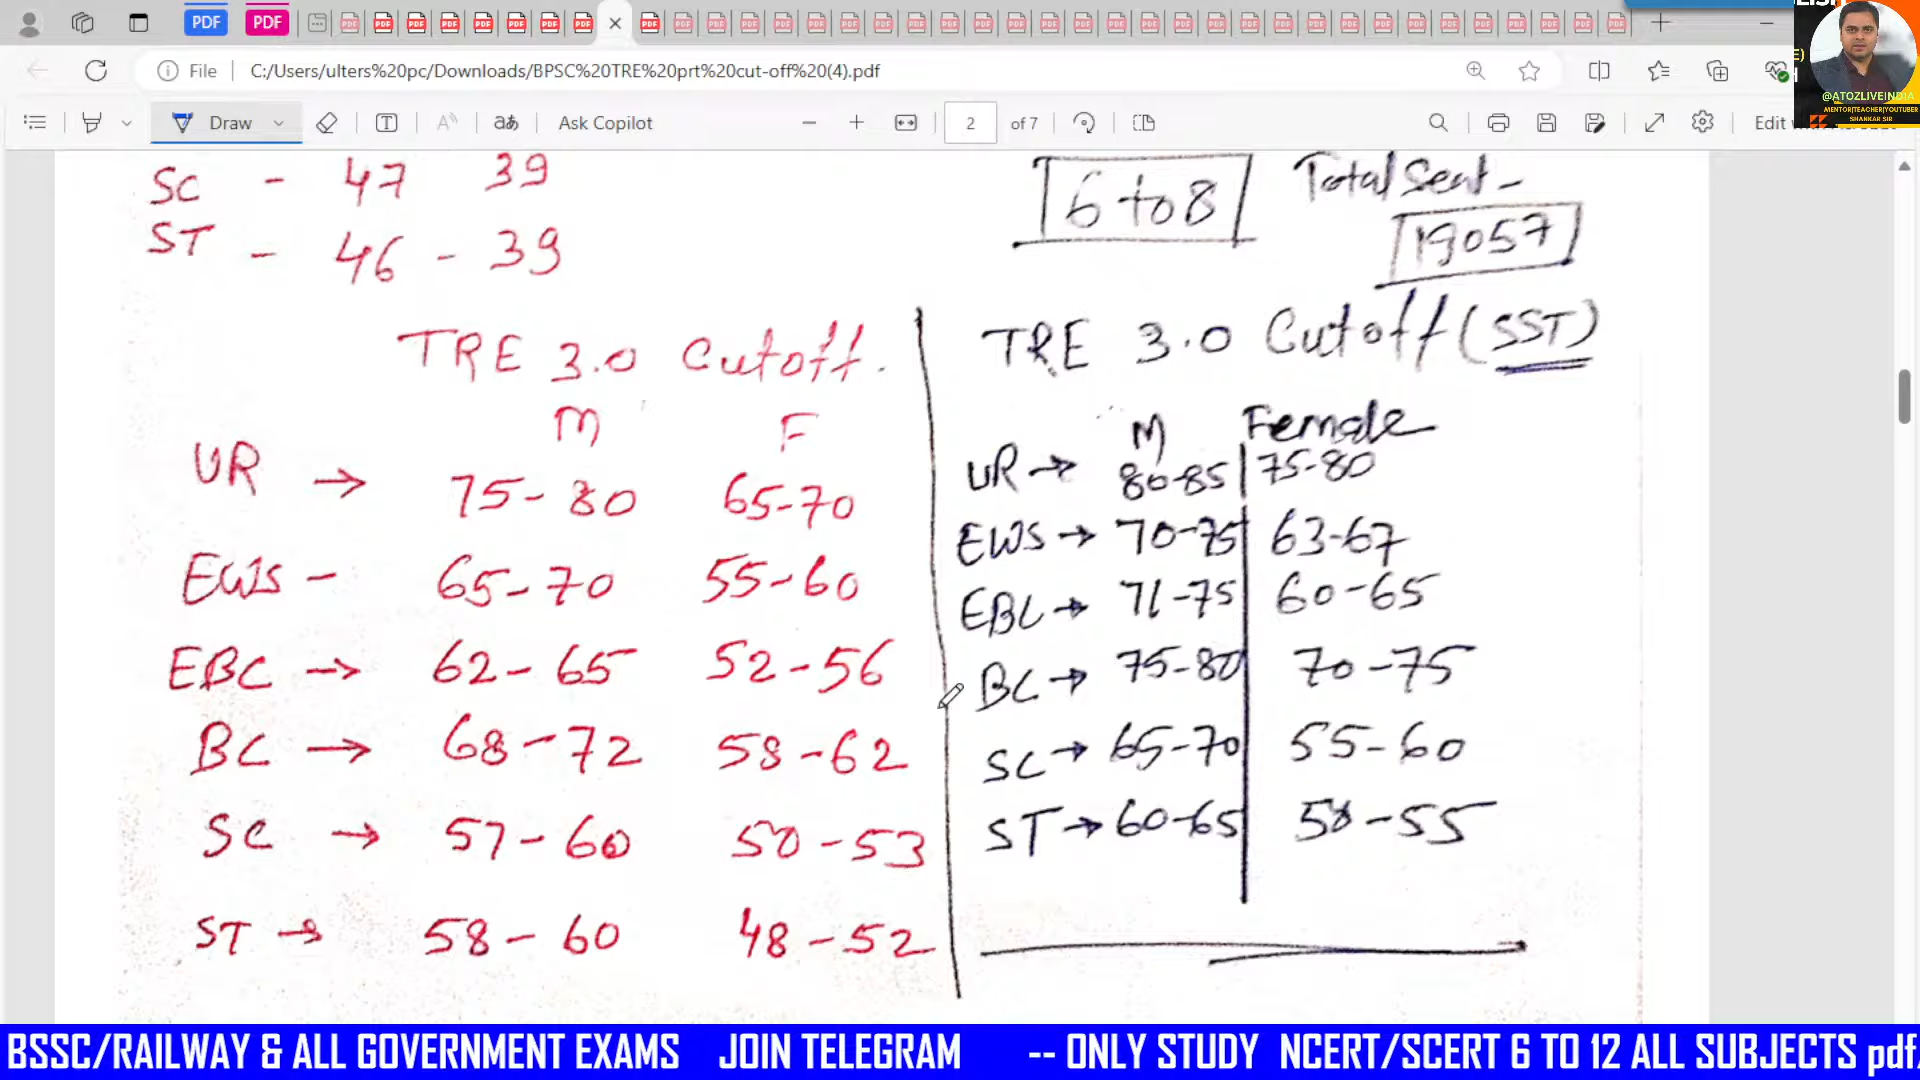 PDF
PDF
File
C:/Users/ulters%20pc/Downloads/BPSC%20TRE%20prt%20cut-off%20(4).pdf
Draw
Ask Copilot
2
of 7
@ATOZLIVEINDIA
MENTOR|TEACHER|YOUTUBER
SHANKAR SIR
SC - 47 39
ST - 46 - 39
TRE 3.0 Cutoff.
M F
UR → 75-80 65-70
EWS - 65-70 55-60
EBC → 62-65 52-56
BC → 68-72 58-62
SC → 57-60 50-53
ST → 58-60 48-52
6 to 8
Total Seat -
19057
TRE 3.0 Cutoff (SST)
M Female
UR → 80-85 75-80
EWS → 70-75 63-67
EBC → 71-75 60-65
BC → 75-80 70-75
SC → 65-70 55-60
ST → 60-65 50-55
BSSC/RAILWAY & ALL GOVERNMENT EXAMS JOIN TELEGRAM -- ONLY STUDY NCERT/SCERT 6 TO 12 ALL SUBJECTS pdf.